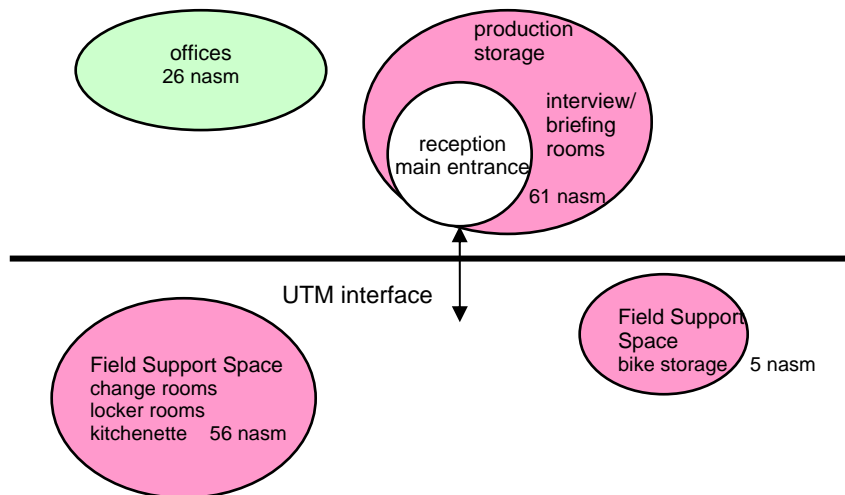 offices
26 nasm
production
storage
interview/
briefing
rooms
reception
main entrance
61 nasm
UTM interface
Field Support Space
change rooms
locker rooms
kitchenette 56 nasm
Field Support
Space
bike storage 5 nasm